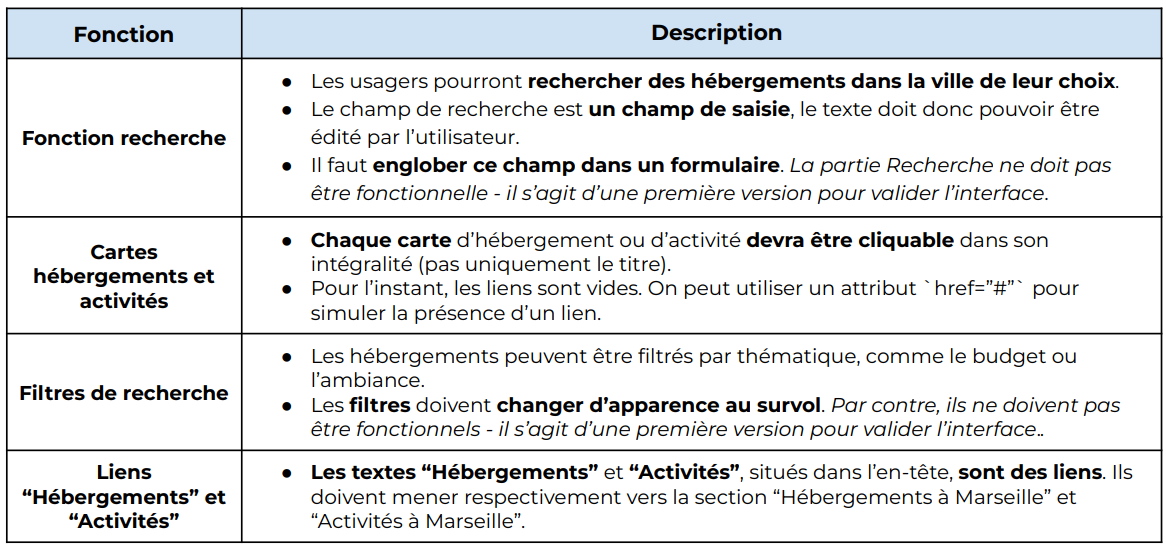 Fonction
Description
Fonction recherche
● Les usagers pourront rechercher des hébergements dans la ville de leur choix.
● Le champ de recherche est un champ de saisie, le texte doit donc pouvoir être
édité par l’utilisateur.
● Il faut englober ce champ dans un formulaire. La partie Recherche ne doit pas
être fonctionnelle - il s’agit d’une première version pour valider l’interface.
Cartes
hébergements et
activités
● Chaque carte d’hébergement ou d’activité devra être cliquable dans son
intégralité (pas uniquement le titre).
● Pour l’instant, les liens sont vides. On peut utiliser un attribut `href=”#”` pour
simuler la présence d’un lien.
Filtres de recherche
● Les hébergements peuvent être filtrés par thématique, comme le budget ou
l’ambiance.
● Les filtres doivent changer d’apparence au survol. Par contre, ils ne doivent pas
être fonctionnels - il s’agit d’une première version pour valider l’interface..
Liens
“Hébergements” et
“Activités”
● Les textes “Hébergements” et “Activités”, situés dans l’en-tête, sont des liens. Ils
doivent mener respectivement vers la section “Hébergements à Marseille” et
“Activités à Marseille”.